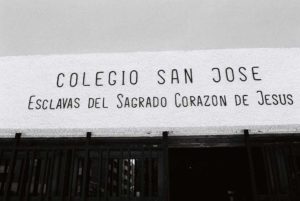 COLEGIO SAN JOSE
ESCLAVAS DEL SAGRADO CORAZON DE JESUS